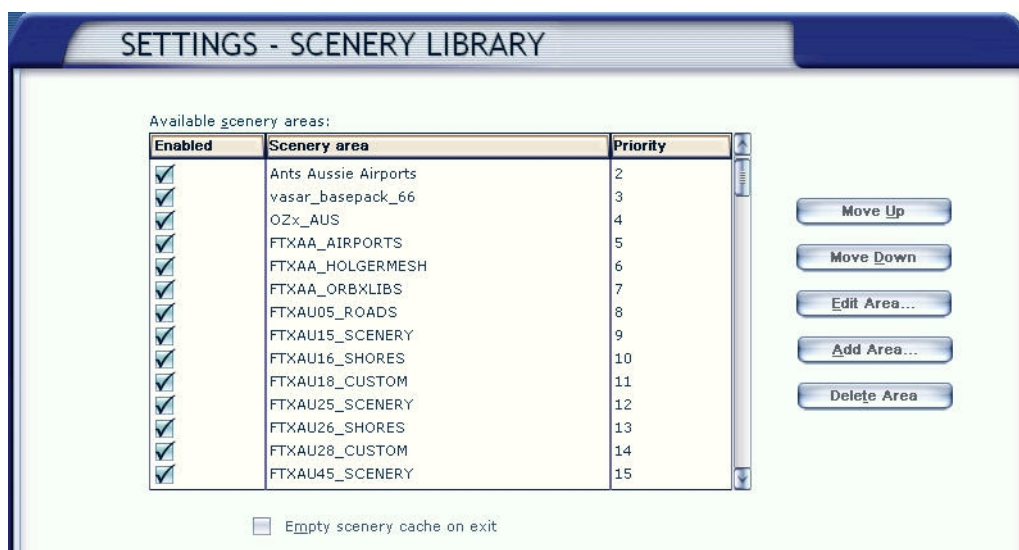 SETTINGS - SCENERY LIBRARY
Available scenery areas:
Enabled Scenery area Priority
Ants Aussie Airports 2
vasar_basepack_66 3
OZx_AUS 4
FTXAA_AIRPORTS 5
FTXAA_HOLGERMESH 6
FTXAA_ORBXLIBS 7
FTXAU05_ROADS 8
FTXAU15_SCENERY 9
FTXAU16_SHORES 10
FTXAU18_CUSTOM 11
FTXAU25_SCENERY 12
FTXAU26_SHORES 13
FTXAU28_CUSTOM 14
FTXAU45_SCENERY 15
Move Up
Move Down
Edit Area...
Add Area...
Delete Area
Empty scenery cache on exit